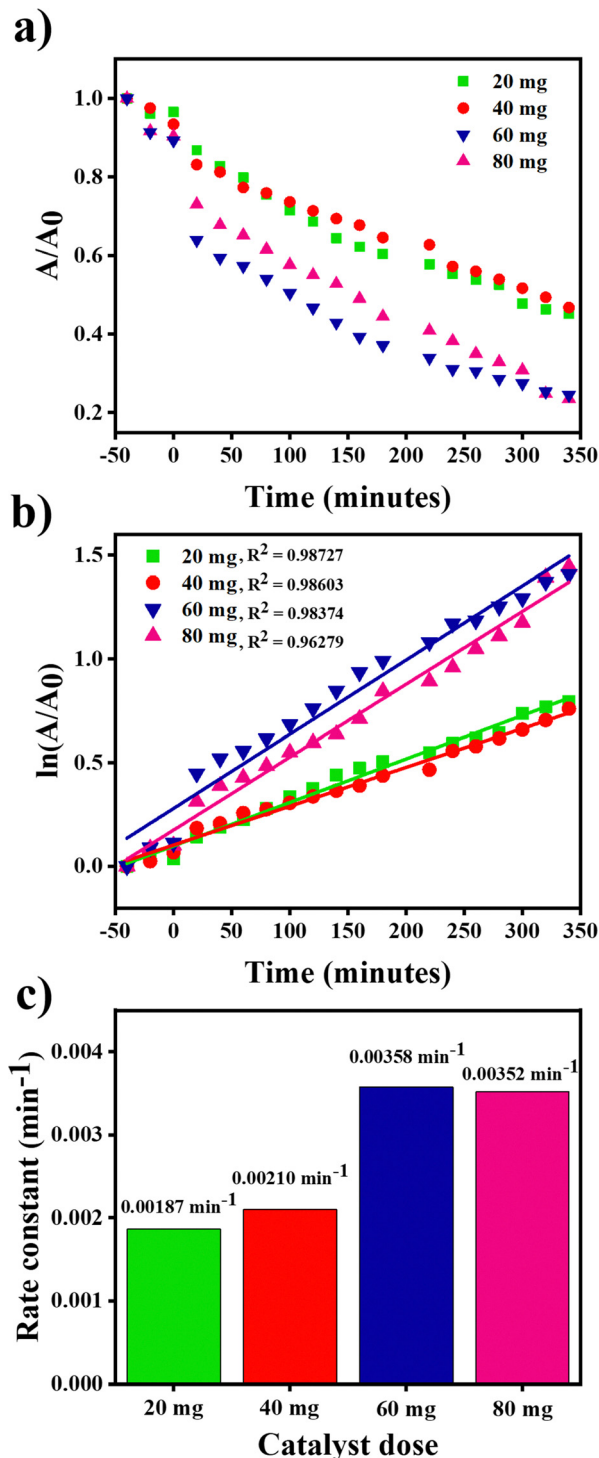 a)
20 mg
40 mg
60 mg
80 mg
A/A0
1.0
0.8
0.6
0.4
0.2
-50 0 50 100 150 200 250 300 350
Time (minutes)
b)
20 mg, R² = 0.98727
40 mg, R² = 0.98603
60 mg, R² = 0.98374
80 mg, R² = 0.96279
ln(A/A0)
1.5
1.0
0.5
0.0
-50 0 50 100 150 200 250 300 350
Time (minutes)
c)
Rate constant (min⁻¹)
0.004
0.003
0.002
0.001
0.000
0.00187 min⁻¹
0.00210 min⁻¹
0.00358 min⁻¹
0.00352 min⁻¹
20 mg 40 mg 60 mg 80 mg
Catalyst dose